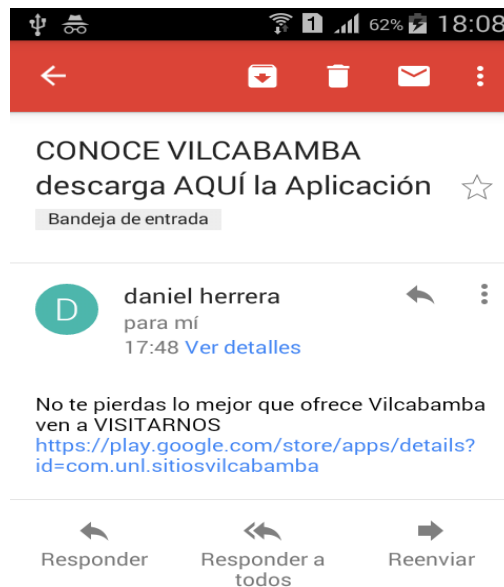 1 62% 18:08
CONOCE VILCABAMBA
descarga AQUÍ la Aplicación
Bandeja de entrada
D
daniel herrera
para mí
17:48 Ver detalles
No te pierdas lo mejor que ofrece Vilcabamba
ven a VISITARNOS
https://play.google.com/store/apps/details?
id=com.unl.sitiosvilcabamba
Responder
Responder a
todos
Reenviar